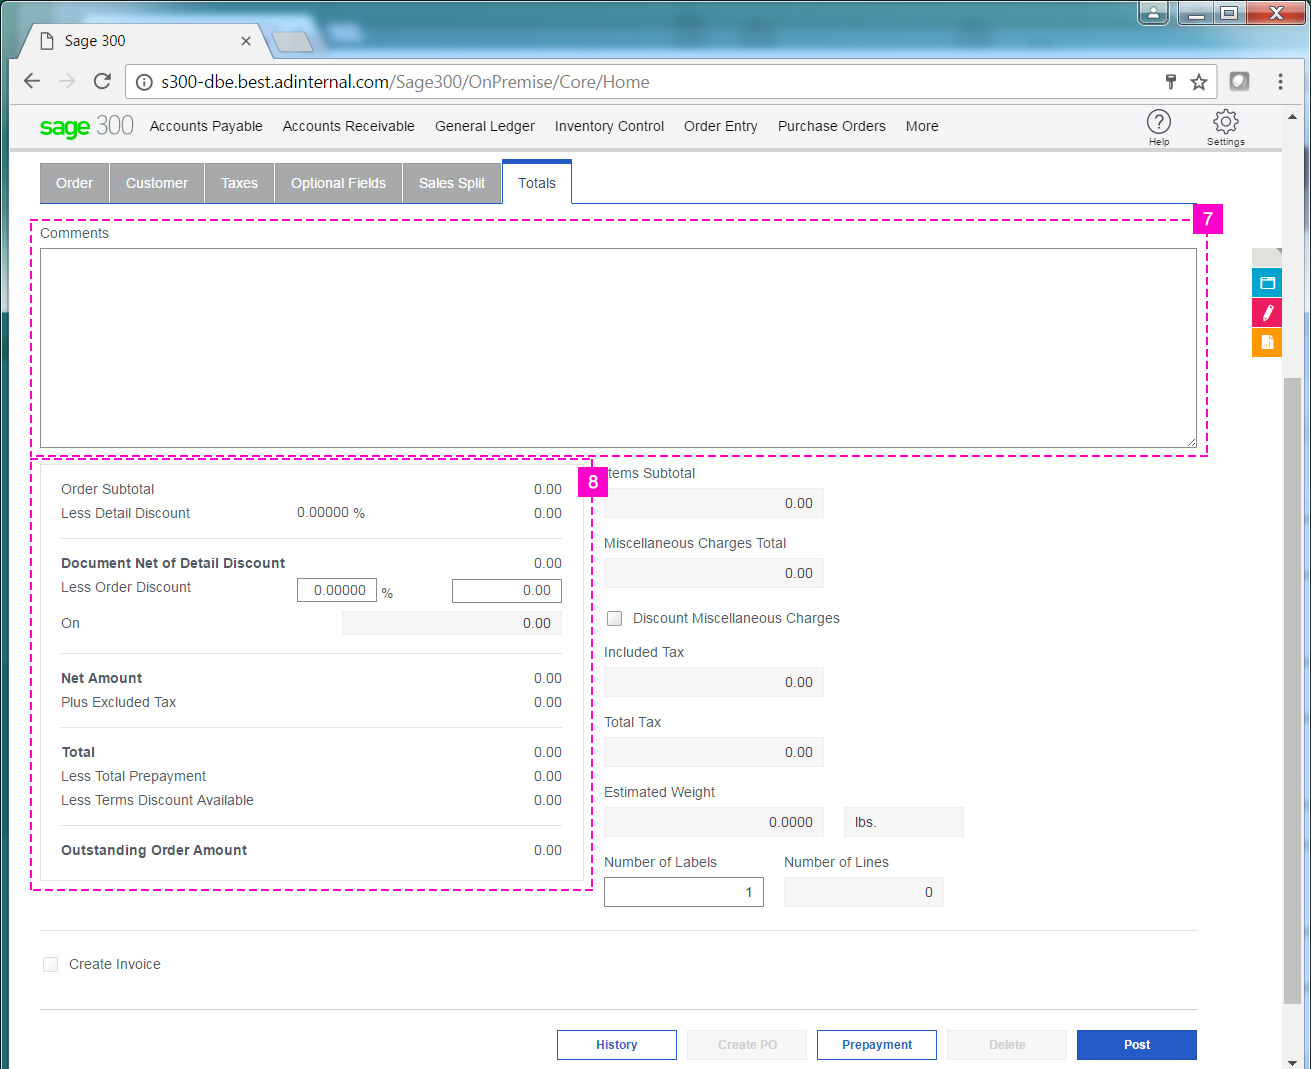 Sage 300
s300-dbe.best.adinternal.com/Sage300/OnPremise/Core/Home
sage 300 Accounts Payable Accounts Receivable General Ledger Inventory Control Order Entry Purchase Orders More Help Settings
Order Customer Taxes Optional Fields Sales Split Totals
7
Comments
8
Order Subtotal 0.00
Less Detail Discount 0.00000 % 0.00
Document Net of Detail Discount 0.00
Less Order Discount 0.00000 % 0.00
On 0.00
Net Amount 0.00
Plus Excluded Tax 0.00
Total 0.00
Less Total Prepayment 0.00
Less Terms Discount Available 0.00
Outstanding Order Amount 0.00
Items Subtotal
0.00
Miscellaneous Charges Total
0.00
Discount Miscellaneous Charges
Included Tax
0.00
Total Tax
0.00
Estimated Weight
0.0000 lbs.
Number of Labels Number of Lines
1 0
Create Invoice
History Create PO Prepayment Delete Post